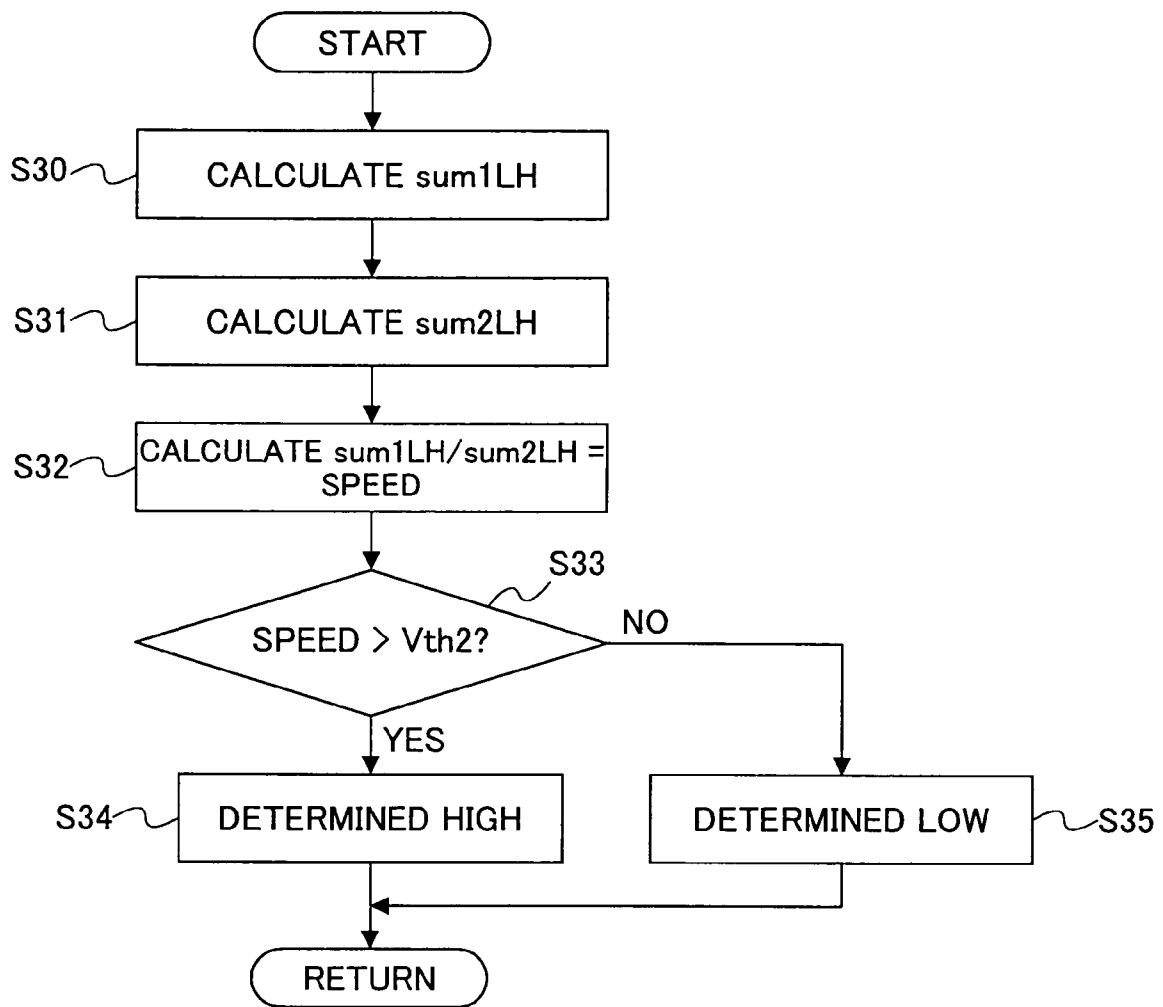 START
S30
CALCULATE sum1LH
S31
CALCULATE sum2LH
S32
CALCULATE sum1LH/sum2LH =
SPEED
S33
SPEED > Vth2?
NO
YES
S34
DETERMINED HIGH
DETERMINED LOW
S35
RETURN